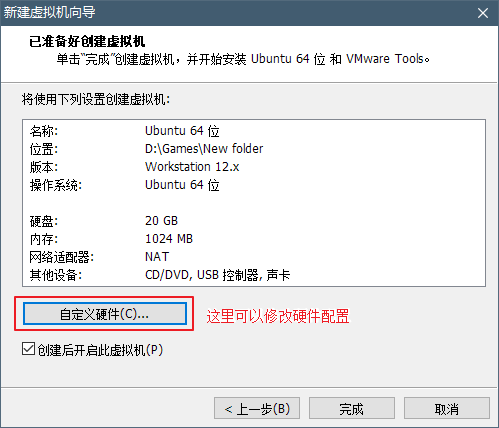 新建虚拟机向导
已准备好创建虚拟机
单击“完成”创建虚拟机，并开始安装 Ubuntu 64 位 和 VMware Tools。
将使用下列设置创建虚拟机:
名称: Ubuntu 64 位
位置: D:\Games\New folder
版本: Workstation 12.x
操作系统: Ubuntu 64 位
硬盘: 20 GB
内存: 1024 MB
网络适配器: NAT
其他设备: CD/DVD, USB 控制器, 声卡
自定义硬件(C)... 这里可以修改硬件配置
创建后开启此虚拟机(P)
< 上一步(B) 完成 取消